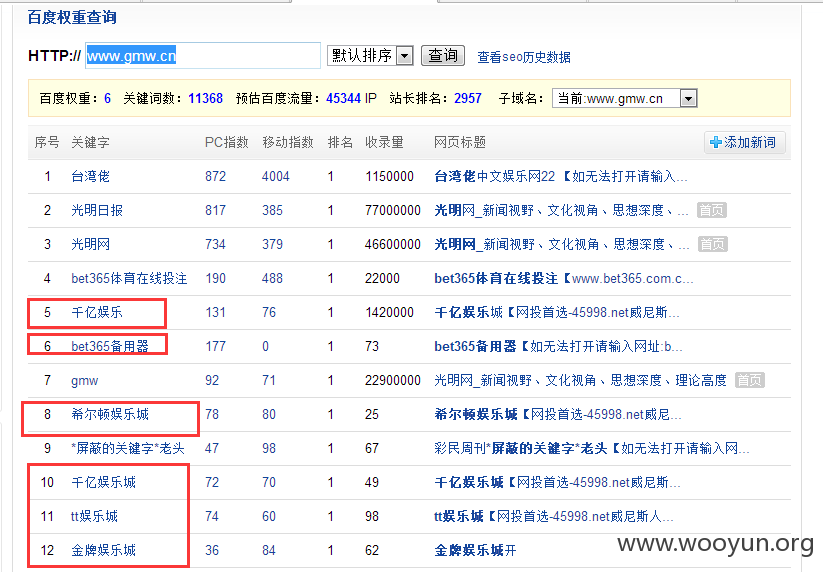 百度权重查询
HTTP:// www.gmw.cn 默认排序 查询 查看seo历史数据
百度权重：6 关键词数：11368 预估百度流量：45344 IP 站长排名：2957 子域名： 当前:www.gmw.cn
序号 关键字 PC指数 移动指数 排名 收录量 网页标题 添加新词
1 台湾佬 872 4004 1 1150000 台湾佬中文娱乐网22 【如无法打开请输入...
2 光明日报 817 385 1 77000000 光明网_新闻视野、文化视角、思想深度、... 首页
3 光明网 734 379 1 46600000 光明网_新闻视野、文化视角、思想深度、... 首页
4 bet365体育在线投注 190 488 1 22000 bet365体育在线投注【www.bet365.com.c...
5 千亿娱乐 131 76 1 1420000 千亿娱乐城【网投首选-45998.net威尼斯...
6 bet365备用器 177 0 1 73 bet365备用器【如无法打开请输入网址:b...
7 gmw 92 71 1 22900000 光明网_新闻视野、文化视角、思想深度、理论高度 首页
8 希尔顿娱乐城 78 80 1 25 希尔顿娱乐城【网投首选-45998.net威尼...
9 *屏蔽的关键字*老头 47 98 1 67 彩民周刊*屏蔽的关键字*老头【如无法打开请输入网...
10 千亿娱乐城 72 70 1 49 千亿娱乐城【网投首选-45998.net威尼斯...
11 tt娱乐城 74 60 1 98 tt娱乐城【网投首选-45998.net威尼斯人...
12 金牌娱乐城 36 84 1 62 金牌娱乐城开
www.wooyun.org